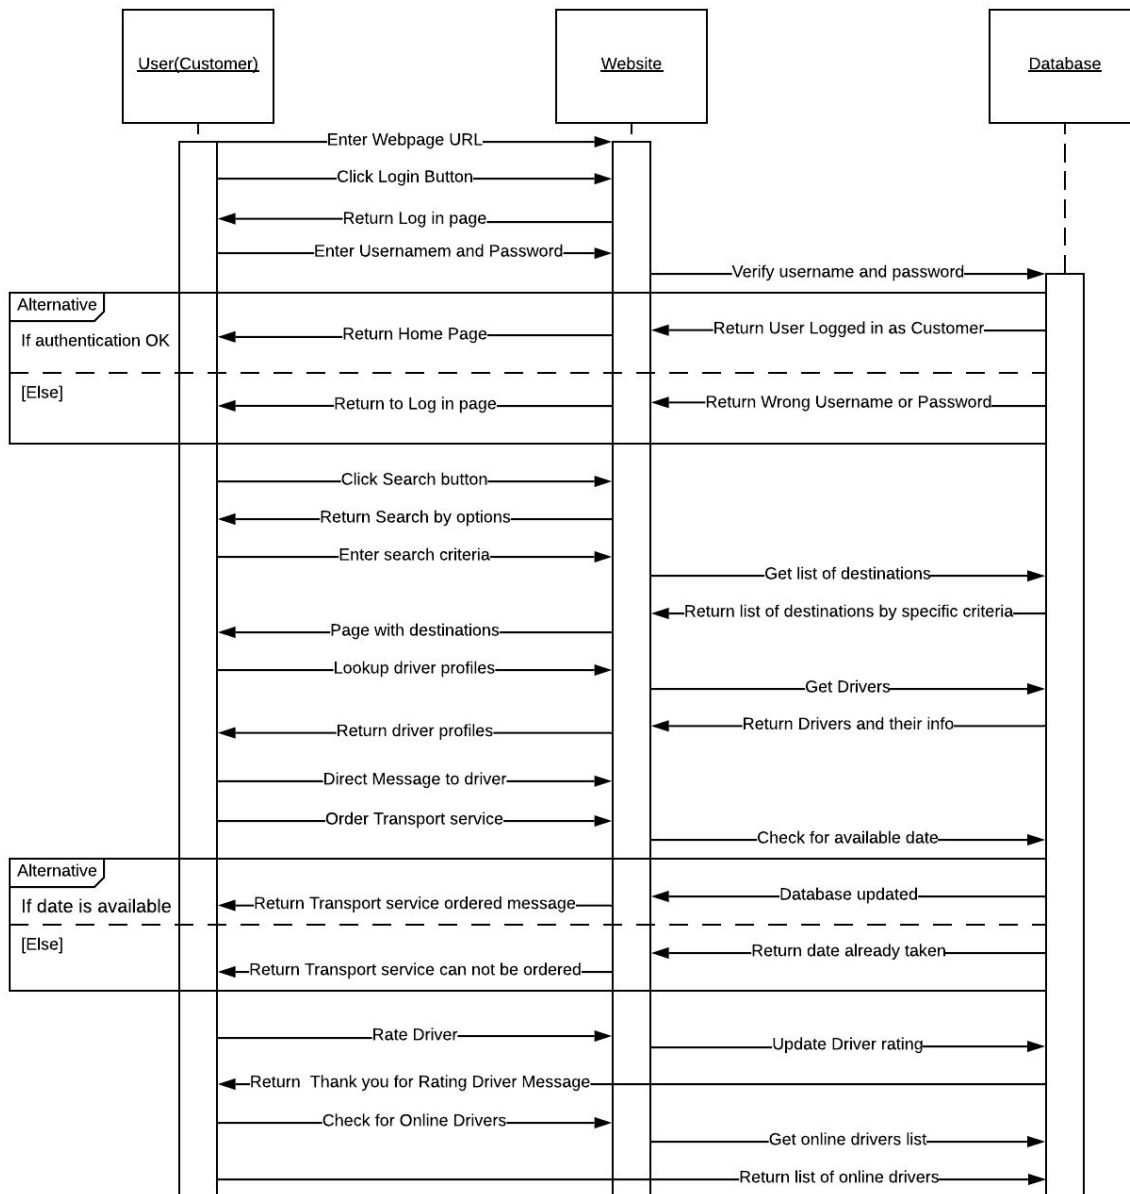 User(Customer)
Website
Database
Enter Webpage URL
Click Login Button
Return Log in page
Enter Usernamem and Password
Verify username and password
Alternative
If authentication OK
Return Home Page
Return User Logged in as Customer
[Else]
Return to Log in page
Return Wrong Username or Password
Click Search button
Return Search by options
Enter search criteria
Get list of destinations
Return list of destinations by specific criteria
Page with destinations
Lookup driver profiles
Get Drivers
Return Drivers and their info
Return driver profiles
Direct Message to driver
Order Transport service
Check for available date
Alternative
If date is available
Return Transport service ordered message
Database updated
[Else]
Return date already taken
Return Transport service can not be ordered
Rate Driver
Update Driver rating
Return  Thank you for Rating Driver Message
Check for Online Drivers
Get online drivers list
Return list of online drivers